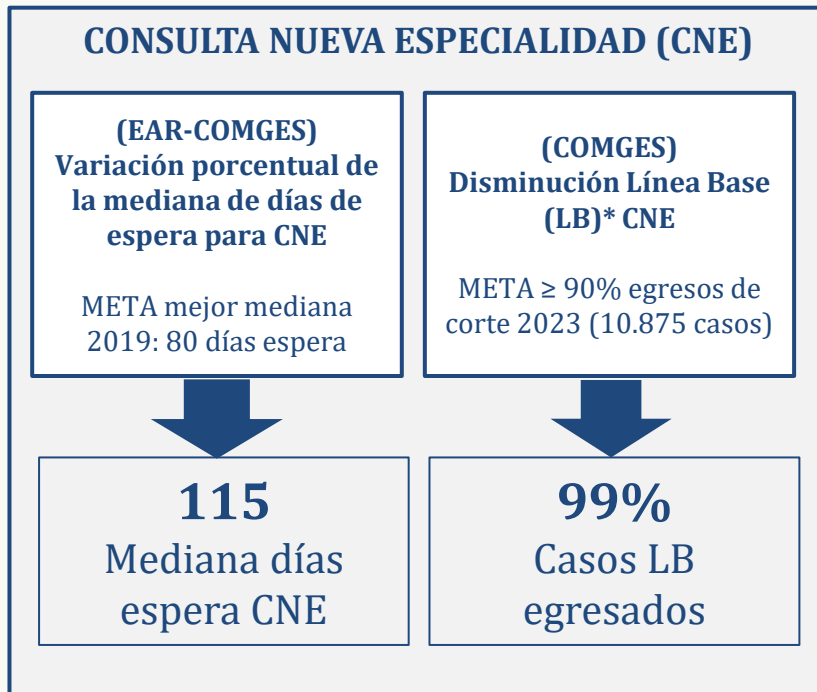 CONSULTA NUEVA ESPECIALIDAD (CNE)
(EAR-COMGES)
Variación porcentual de
la mediana de días de
espera para CNE
META mejor mediana
2019: 80 días espera
115
Mediana días
espera CNE
(COMGES)
Disminución Línea Base
(LB)* CNE
META ≥ 90% egresos de
corte 2023 (10.875 casos)
99%
Casos LB
egresados